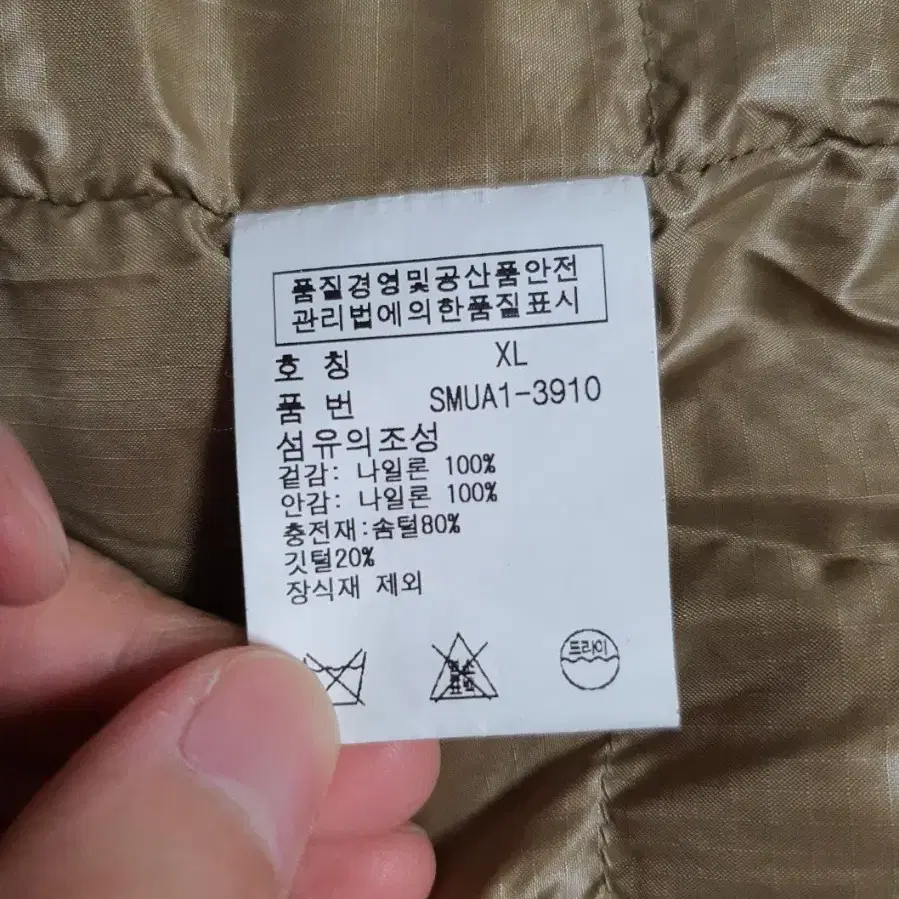 품질경영및공산품안전
관리법에의한품질표시
호 칭 XL
품 번 SMUA1-3910
섬유의조성
겉감: 나일론 100%
안감: 나일론 100%
충전재:솜털80%
깃털20%
장식재 제외
드라이